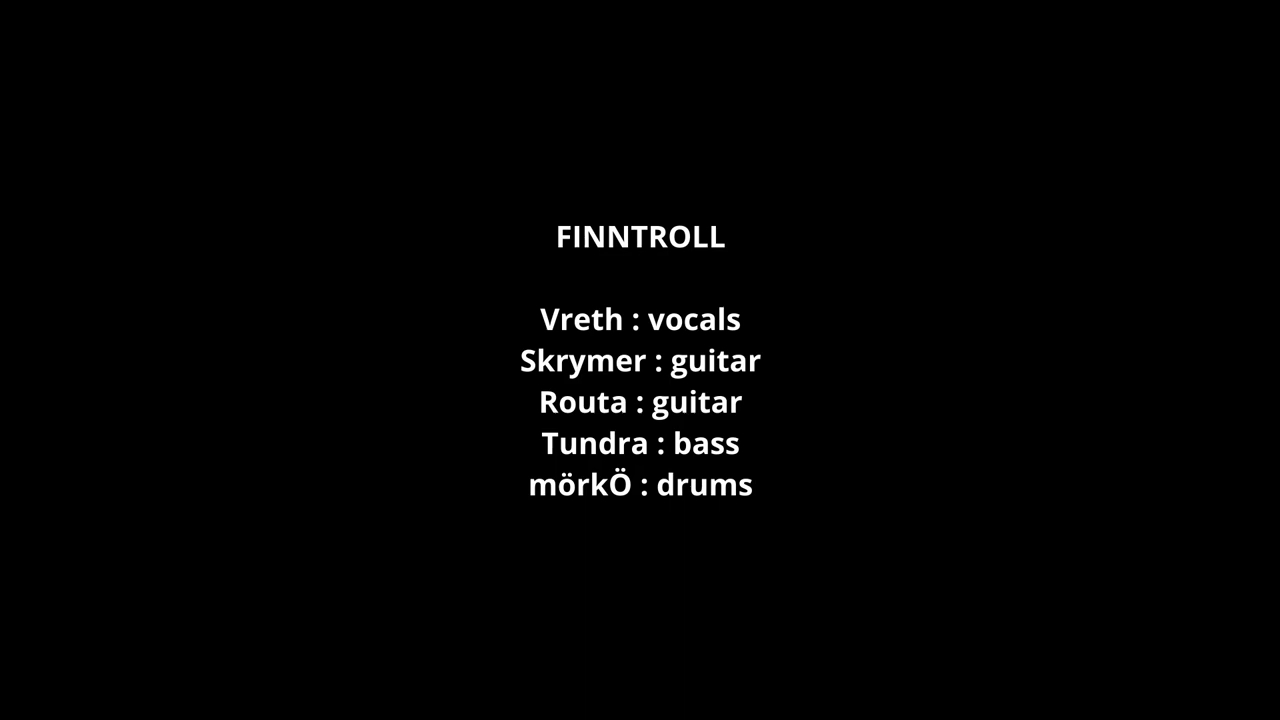 FINNTROLL
Vreth : vocals
Skrymer : guitar
Routa : guitar
Tundra : bass
mörkÖ : drums